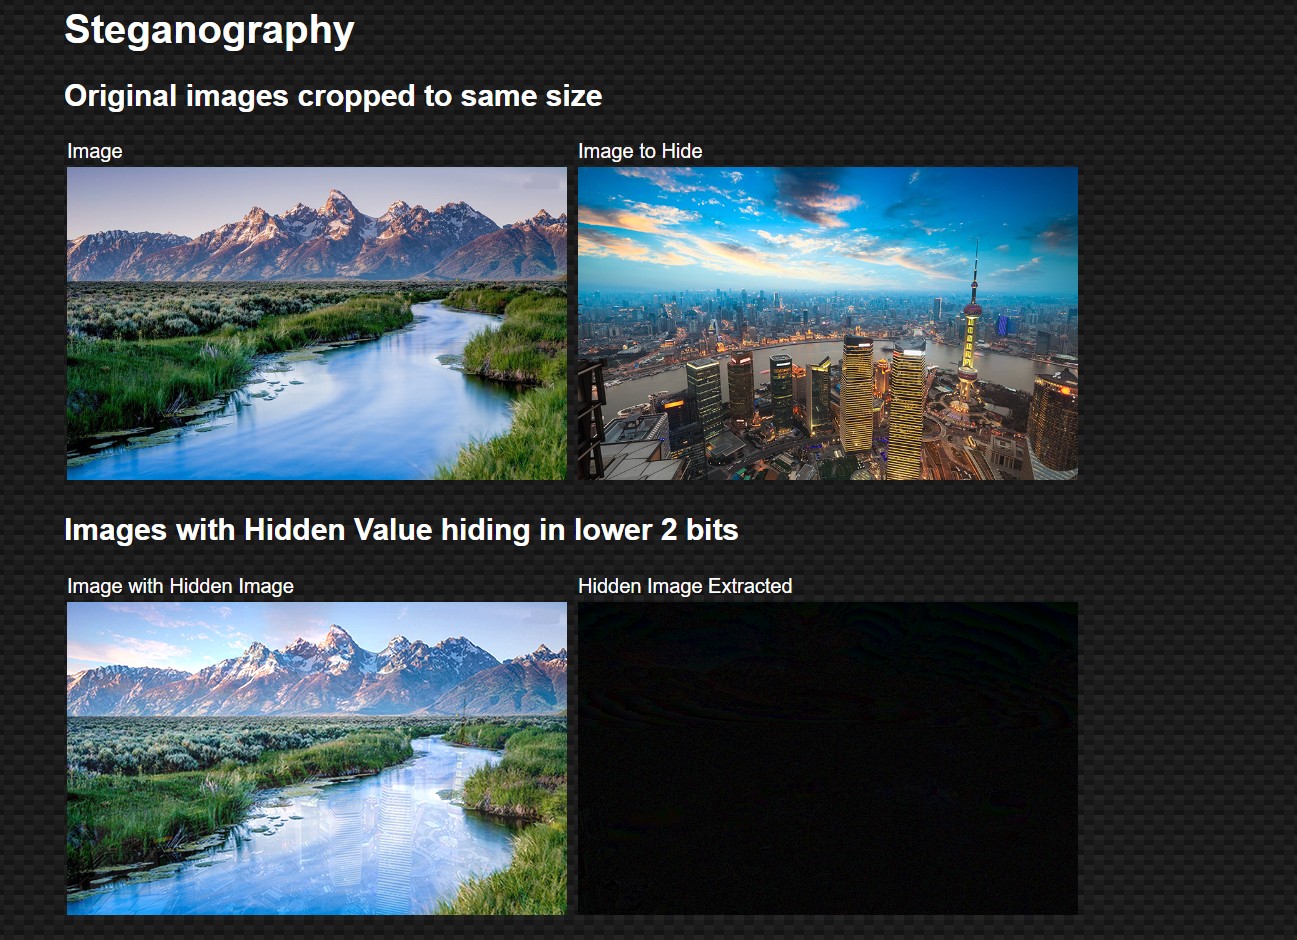 Steganography
Original images cropped to same size
Image
Image to Hide
Images with Hidden Value hiding in lower 2 bits
Image with Hidden Image
Hidden Image Extracted